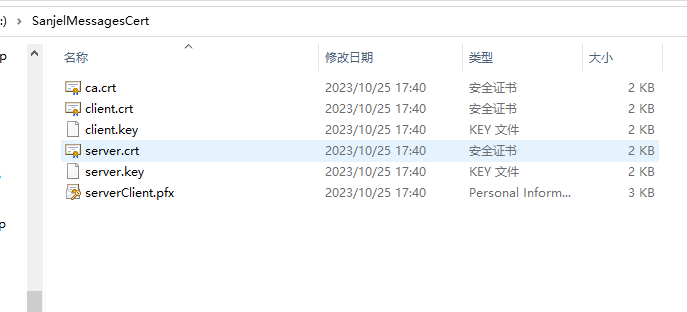 :) > SanjelMessagesCert
名称 修改日期 类型 大小
ca.crt 2023/10/25 17:40 安全证书 2 KB
client.crt 2023/10/25 17:40 安全证书 2 KB
client.key 2023/10/25 17:40 KEY 文件 2 KB
server.crt 2023/10/25 17:40 安全证书 2 KB
server.key 2023/10/25 17:40 KEY 文件 2 KB
serverClient.pfx 2023/10/25 17:40 Personal Inform... 3 KB
p
p